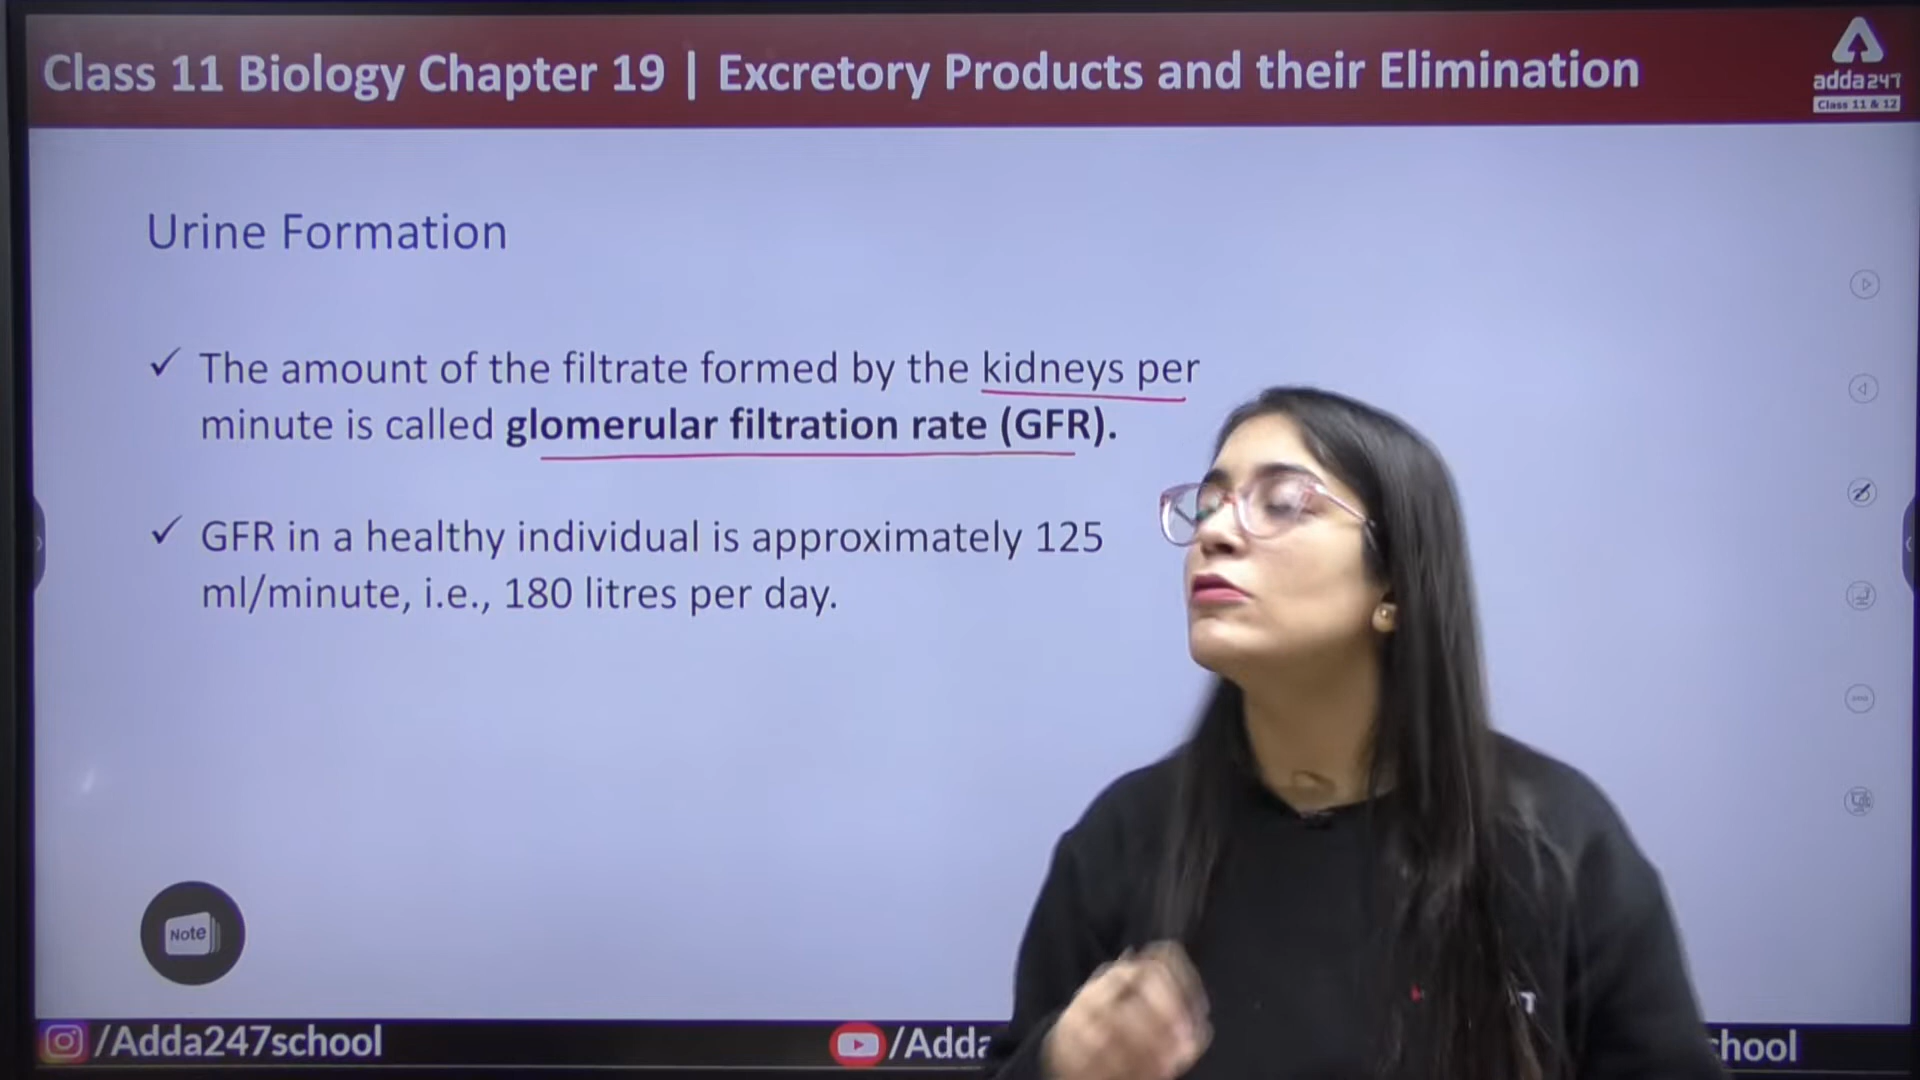 Class 11 Biology Chapter 19 | Excretory Products and their Elimination
adda247
Class 11 & 12
Urine Formation
✓ The amount of the filtrate formed by the kidneys per
minute is called glomerular filtration rate (GFR).
✓ GFR in a healthy individual is approximately 125
ml/minute, i.e., 180 litres per day.
Note
/Adda247school